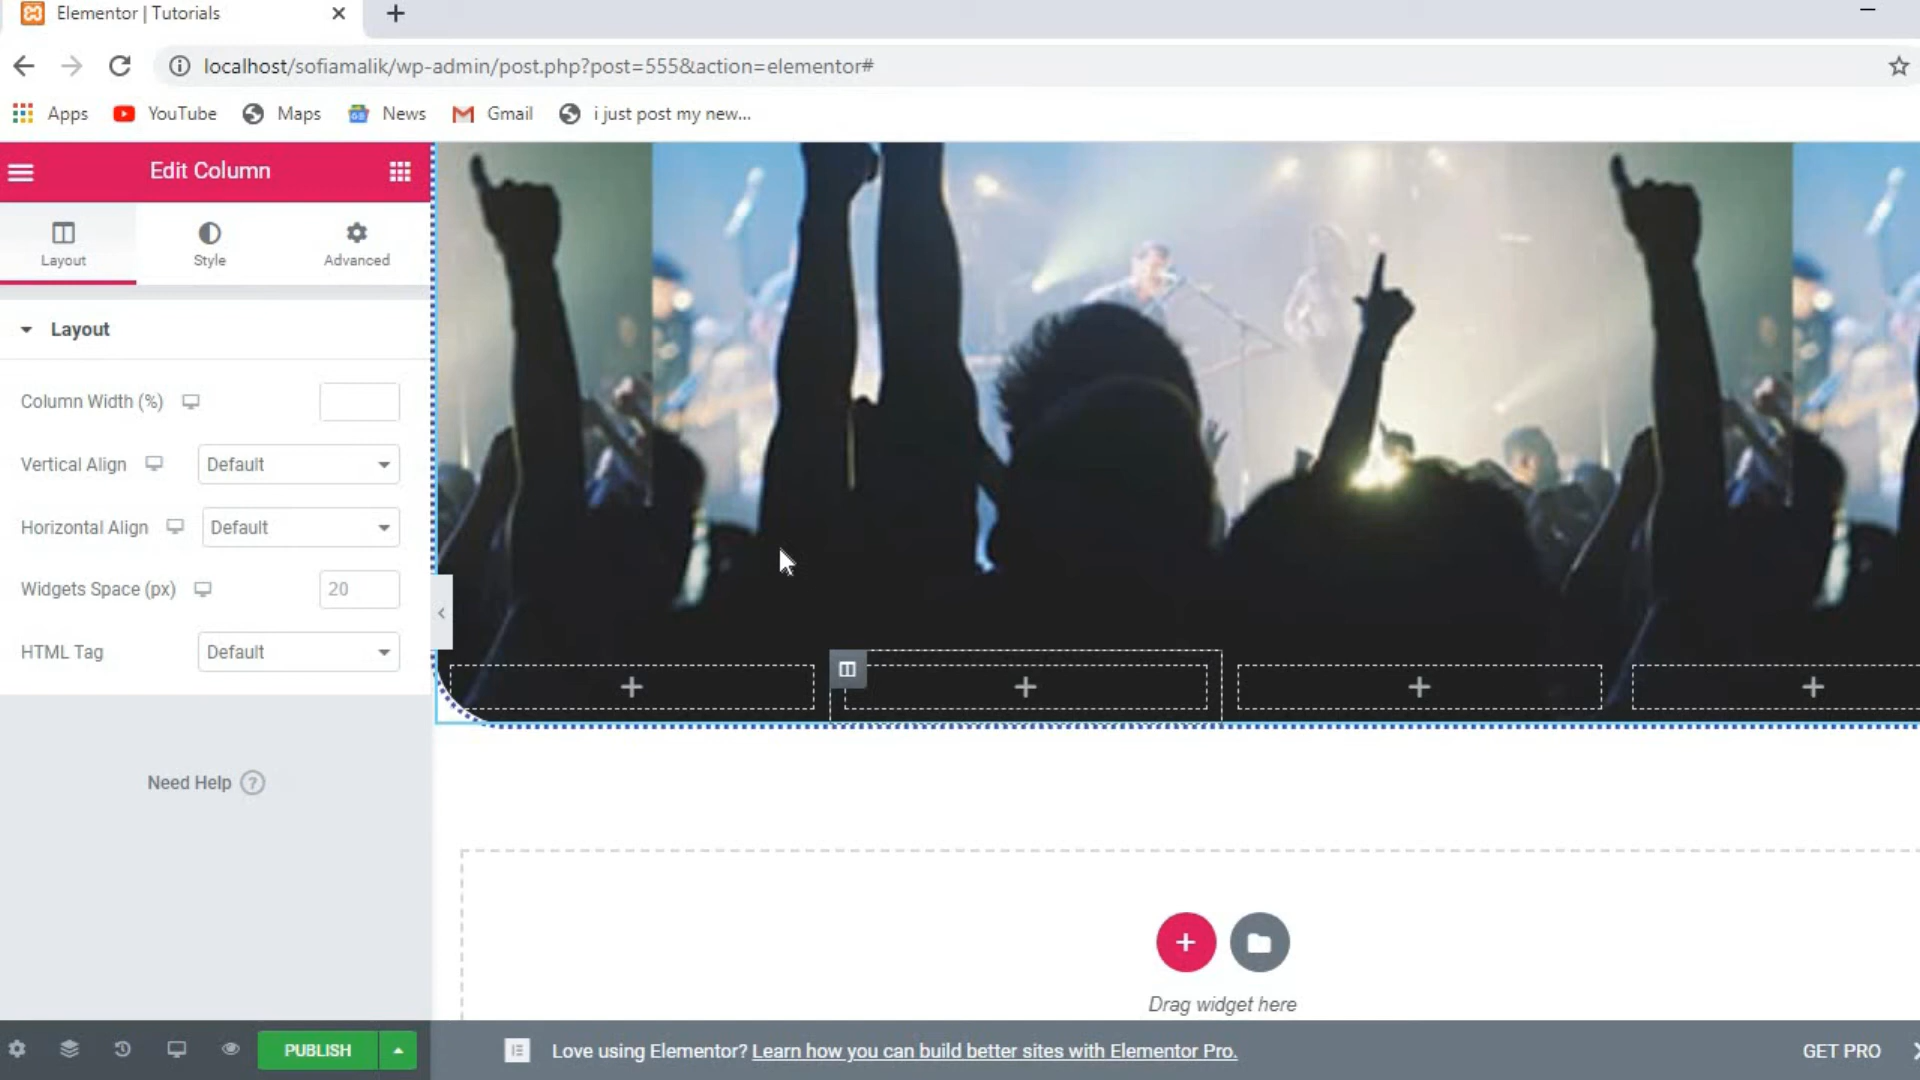 Elementor | Tutorials
localhost/sofiamalik/wp-admin/post.php?post=555&action=elementor#
Apps YouTube Maps News Gmail i just post my new...
Edit Column
Layout Style Advanced
Layout
Column Width (%)
Vertical Align Default
Horizontal Align Default
Widgets Space (px) 20
HTML Tag Default
Need Help ?
Drag widget here
PUBLISH
Love using Elementor? Learn how you can build better sites with Elementor Pro.
GET PRO